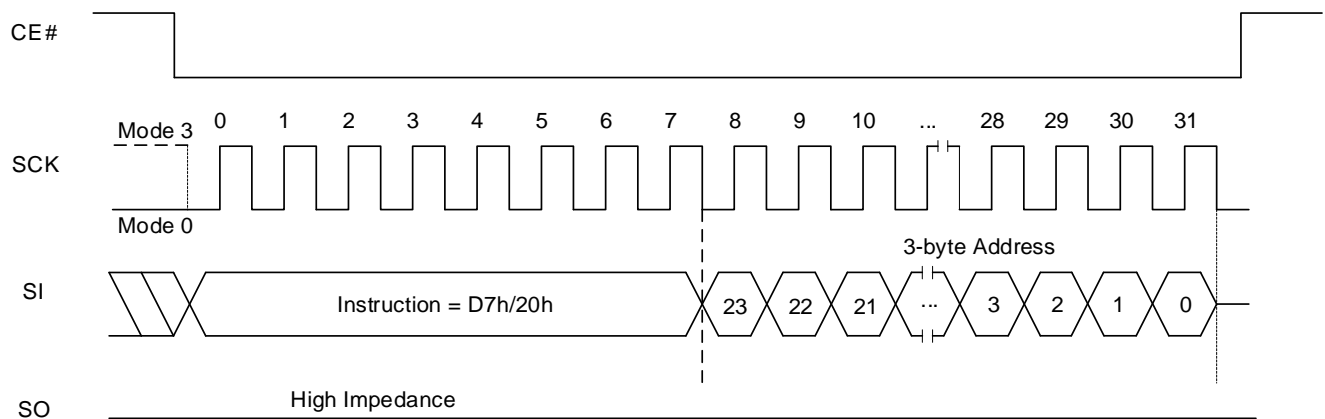 CE#
0 1 2 3 4 5 6 7 8 9 10 ... 28 29 30 31
Mode 3
SCK
Mode 0
3-byte Address
SI
Instruction = D7h/20h 23 22 21 ... 3 2 1 0
High Impedance
SO